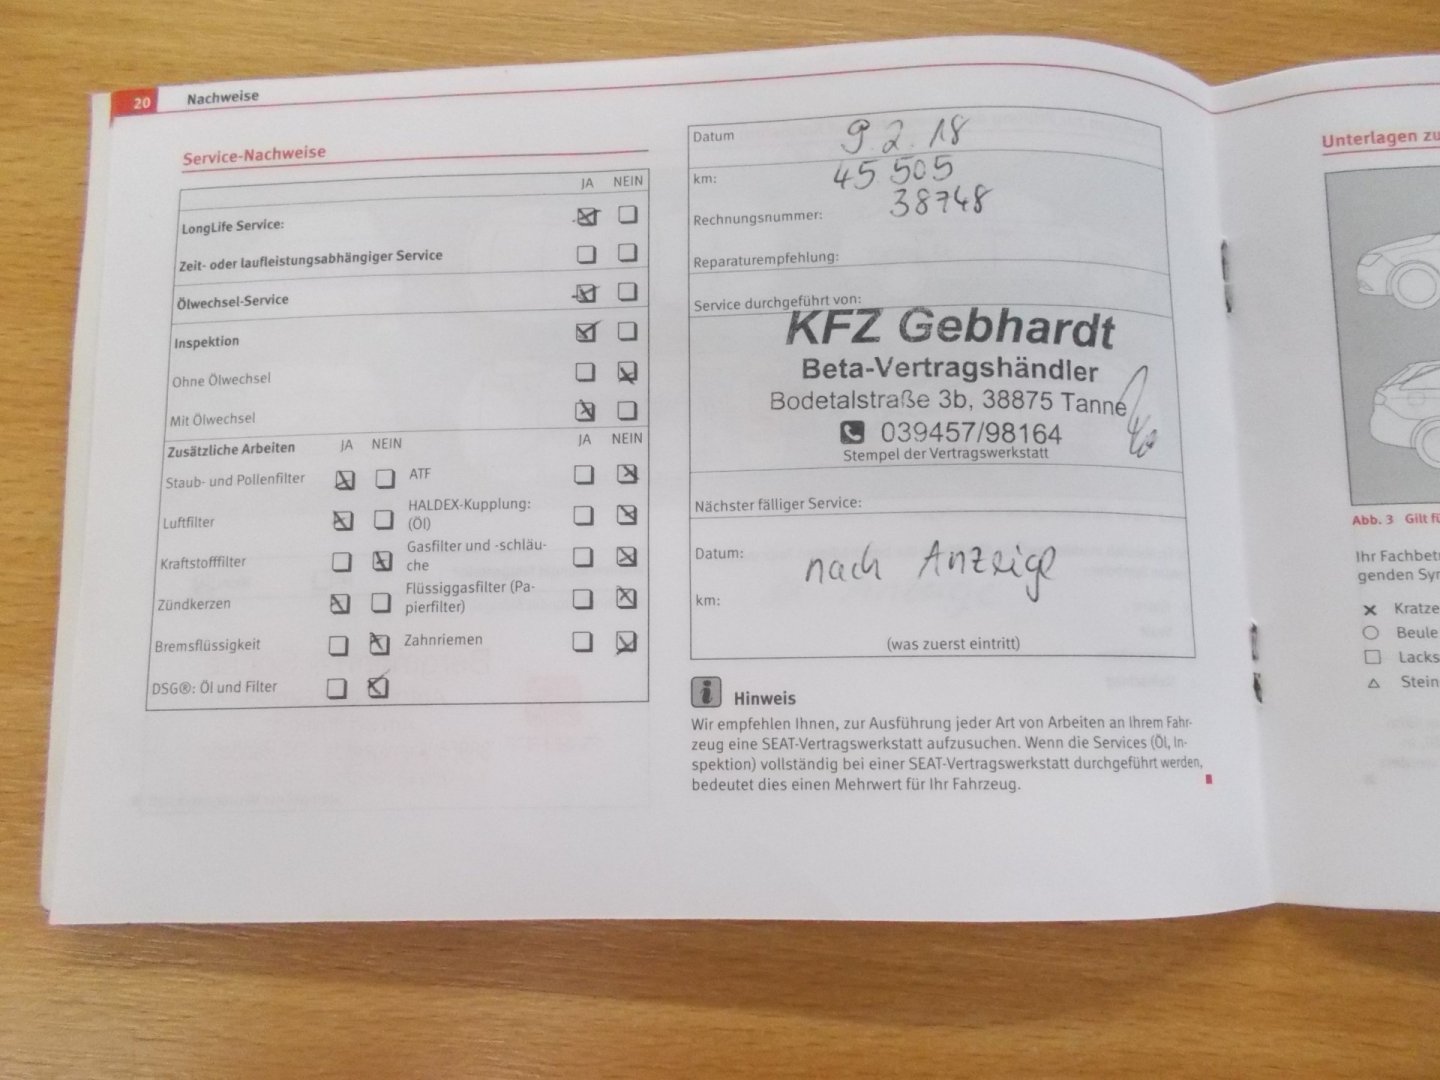 20 Nachweise
Service-Nachweise
JA NEIN
LongLife Service:
Zeit- oder laufleistungsabhängiger Service
Ölwechsel-Service
Inspektion
Ohne Ölwechsel
Mit Ölwechsel
Zusätzliche Arbeiten JA NEIN JA NEIN
Staub- und Pollenfilter ATF
Luftfilter HALDEX-Kupplung:
(Öl)
Kraftstofffilter Gasfilter und -schläu-
che
Zündkerzen Flüssiggasfilter (Pa-
pierfilter)
Bremsflüssigkeit Zahnriemen
DSG®: Öl und Filter
Datum 9.2.18
km: 45 505
Rechnungsnummer: 38748
Reparaturempfehlung:
Service durchgeführt von:
KFZ Gebhardt
Beta-Vertragshändler
Bodetalstraße 3b, 38875 Tanne
039457/98164
Stempel der Vertragswerkstatt
Nächster fälliger Service:
Datum: nach Anzeige
km:
(was zuerst eintritt)
i Hinweis
Wir empfehlen Ihnen, zur Ausführung jeder Art von Arbeiten an Ihrem Fahr-
zeug eine SEAT-Vertragswerkstatt aufzusuchen. Wenn die Services (Öl, In-
spektion) vollständig bei einer SEAT-Vertragswerkstatt durchgeführt werden,
bedeutet dies einen Mehrwert für Ihr Fahrzeug.
Unterlagen zu
Abb. 3 Gilt fü
Ihr Fachbet
genden Syr
Kratze
Beule
Lacks
Stein